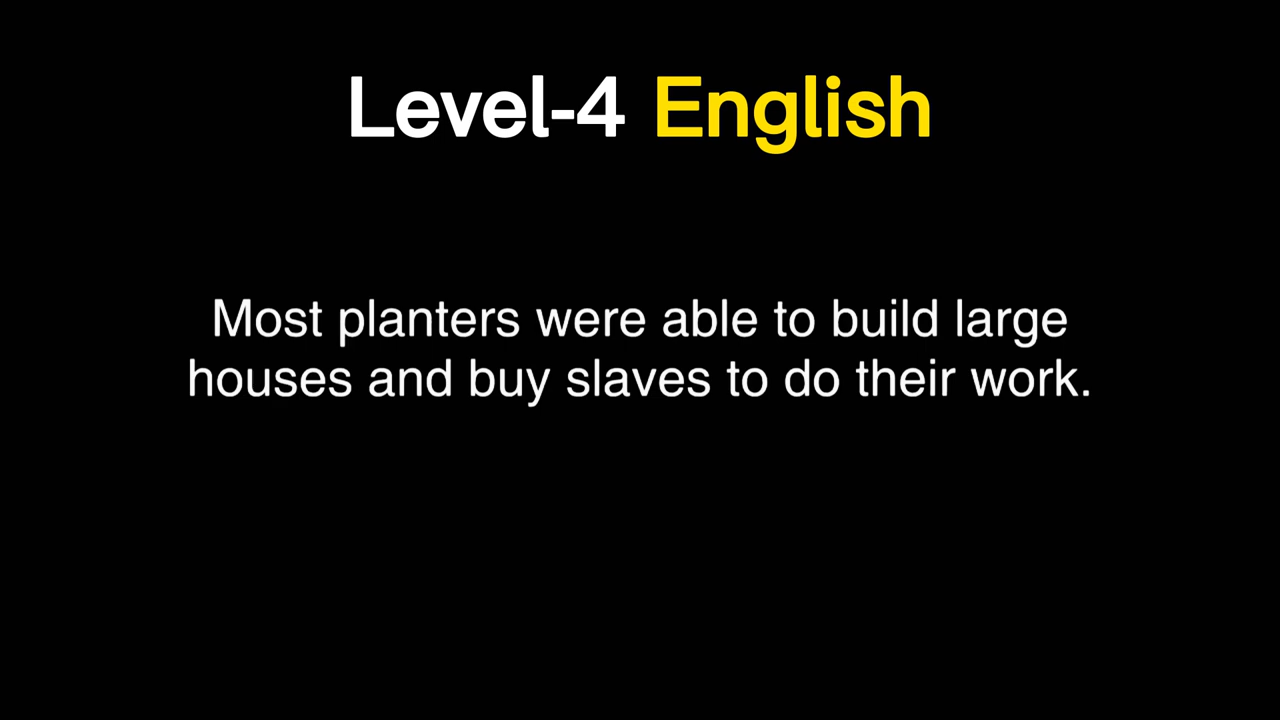 Level-4 English
Most planters were able to build large
houses and buy slaves to do their work.